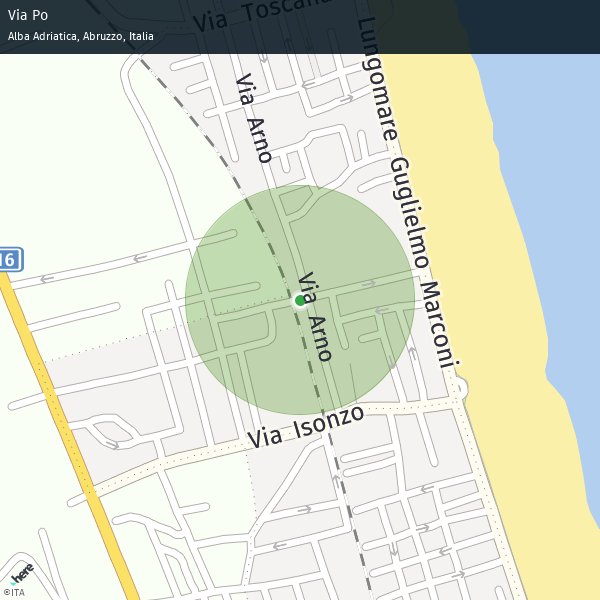 Via Po
Alba Adriatica, Abruzzo, Italia
Via Toscana
Lungomare Guglielmo Marconi
Via Arno
16
Via Arno
Via Isonzo
here
©ITA